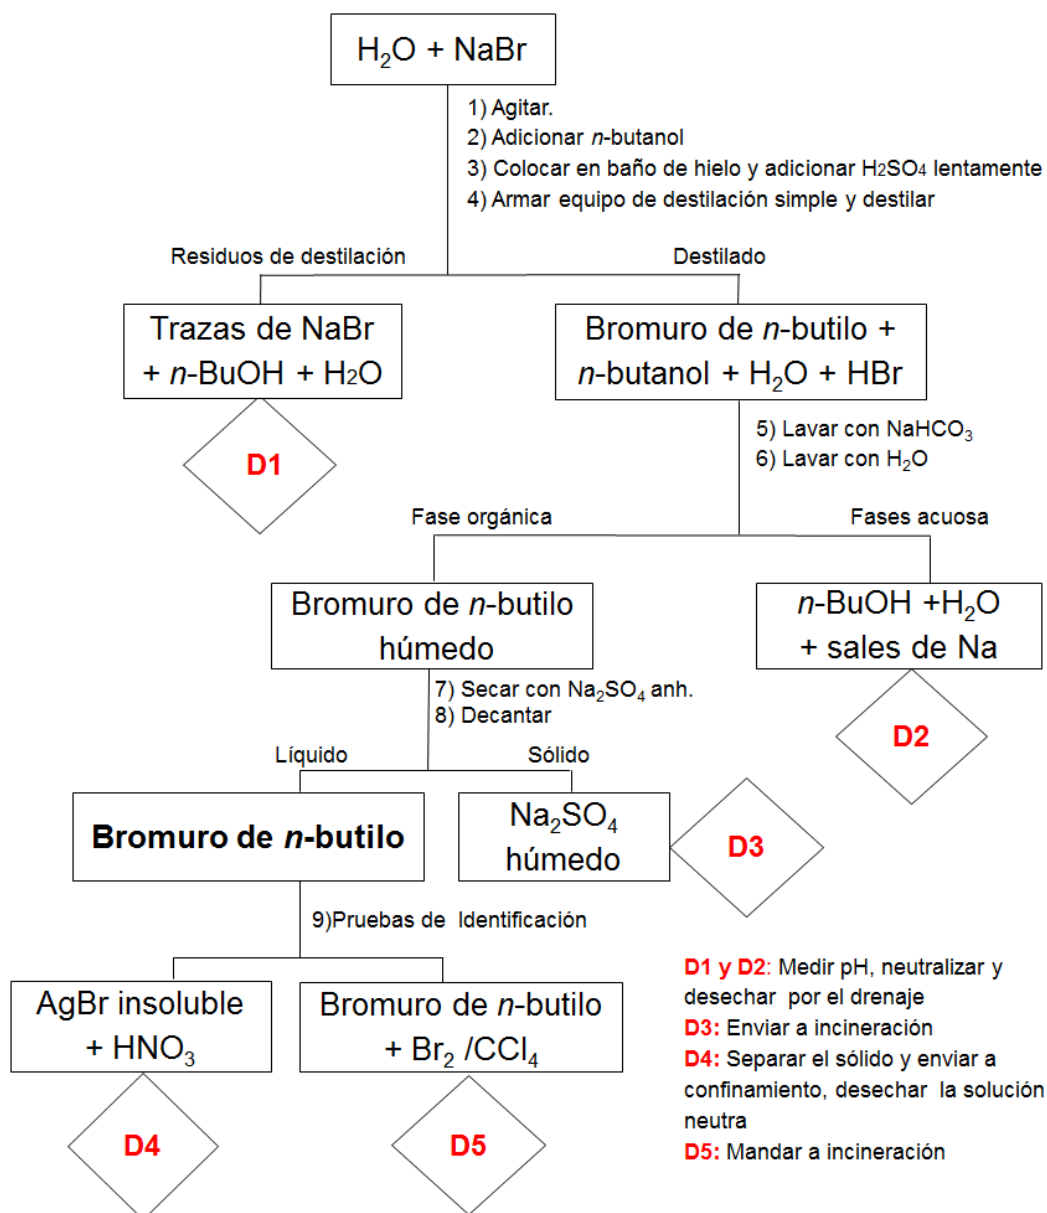 H₂O + NaBr
1) Agitar.
2) Adicionar n-butanol
3) Colocar en baño de hielo y adicionar H₂SO₄ lentamente
4) Armar equipo de destilación simple y destilar
Residuos de destilación
Destilado
Trazas de NaBr
+ n-BuOH + H₂O
Bromuro de n-butilo +
n-butanol + H₂O + HBr
D1
5) Lavar con NaHCO₃
6) Lavar con H₂O
Fase orgánica
Fases acuosa
Bromuro de n-butilo
húmedo
n-BuOH +H₂O
+ sales de Na
D2
7) Secar con Na₂SO₄ anh.
8) Decantar
Líquido
Sólido
Bromuro de n-butilo
Na₂SO₄
húmedo
D3
9)Pruebas de Identificación
AgBr insoluble
+ HNO₃
Bromuro de n-butilo
+ Br₂ /CCl₄
D4
D5
D1 y D2: Medir pH, neutralizar y
desechar por el drenaje
D3: Enviar a incineración
D4: Separar el sólido y enviar a
confinamiento, desechar la solución
neutra
D5: Mandar a incineración